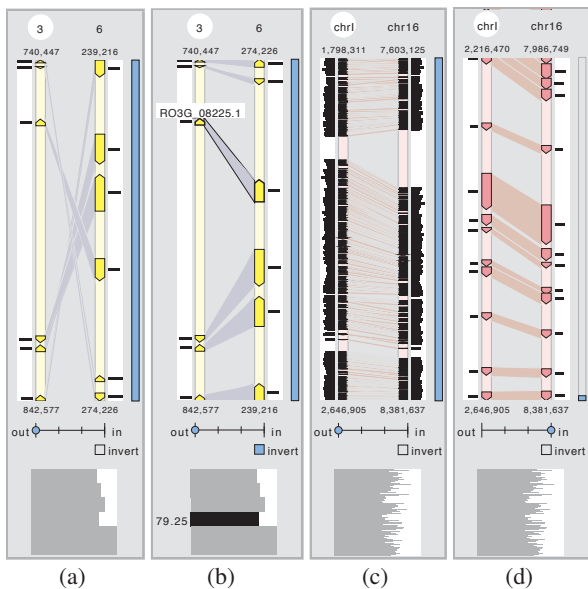 3 6
740,447 239,216
842,577 274,226
out in
invert
(a)
3 6
740,447 274,226
RO3G_08225.1
842,577 239,216
out in
invert
79.25
(b)
chrI chr16
1,798,311 7,603,125
2,646,905 8,381,637
out in
invert
(c)
chrI chr16
2,216,470 7,986,749
2,646,905 8,381,637
out in
invert
(d)